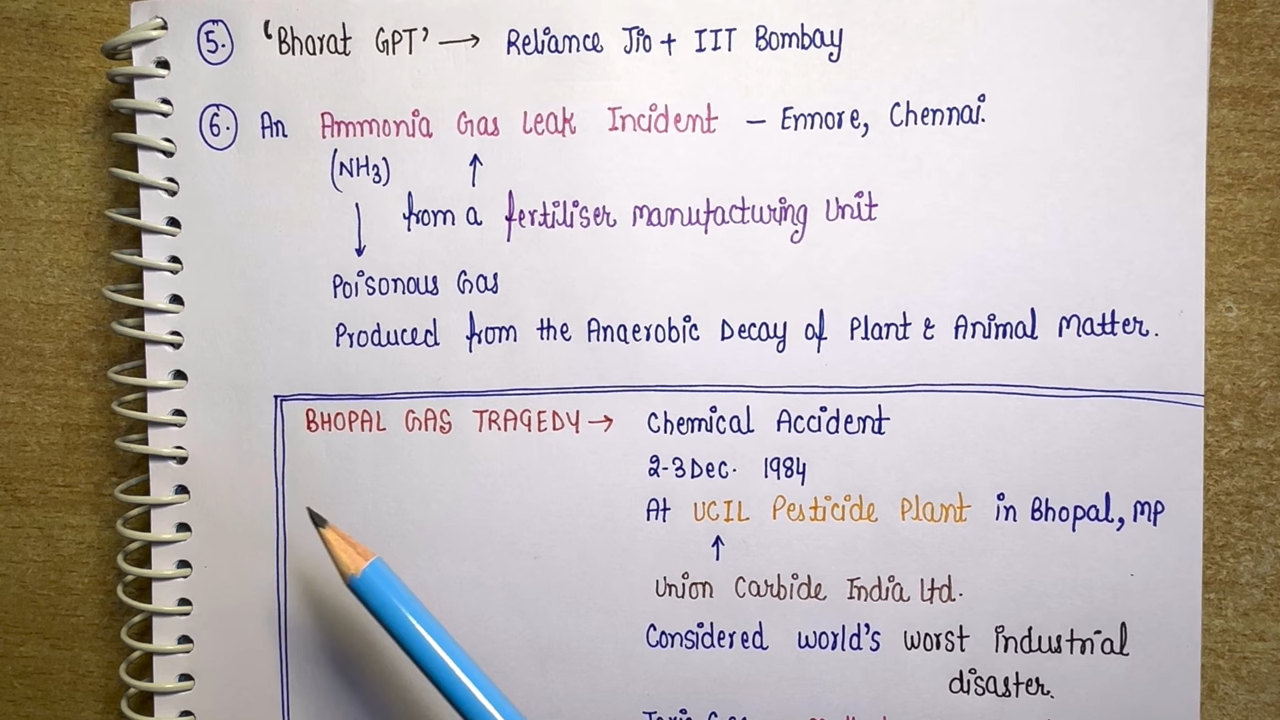 5. 'Bharat GPT' → Reliance Jio + IIT Bombay
6. An Ammonia Gas Leak Incident – Ennore, Chennai.
(NH3) ↑
↓ from a fertiliser manufacturing Unit
Poisonous Gas
Produced from the Anaerobic Decay of Plant & Animal Matter.
BHOPAL GAS TRAGEDY → Chemical Accident
2-3 Dec. 1984
At UCIL Pesticide Plant in Bhopal, MP
↑
Union Carbide India Ltd.
Considered world's worst industrial
disaster.